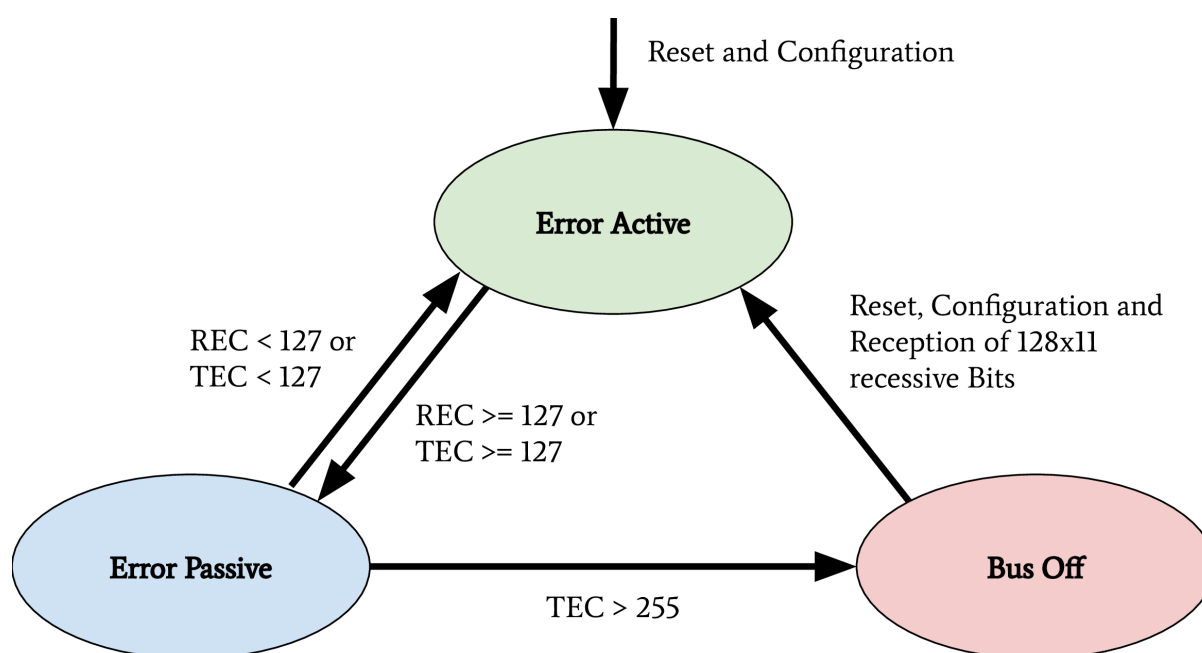 Reset and Configuration
Error Active
Reset, Configuration and
Reception of 128x11
recessive Bits
REC < 127 or
TEC < 127
REC >= 127 or
TEC >= 127
Error Passive
Bus Off
TEC > 255